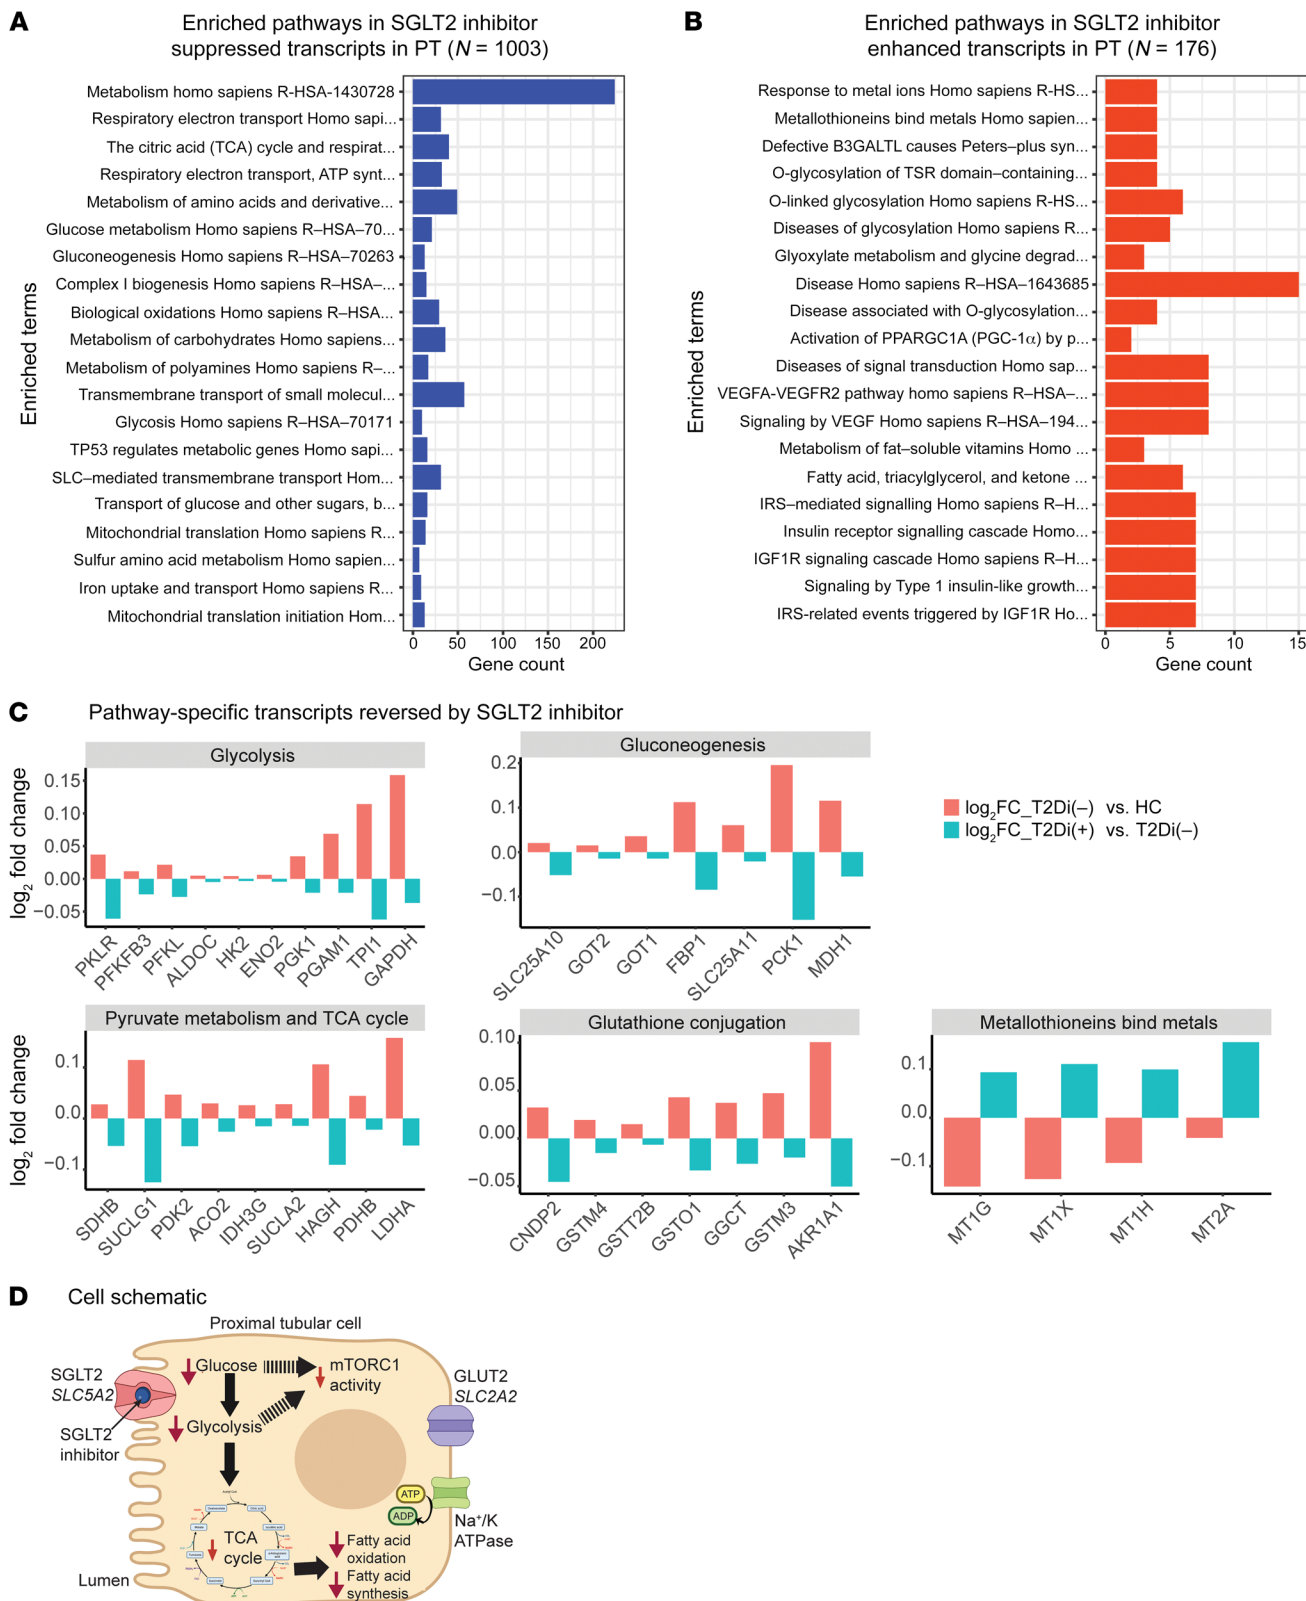 A
Enriched pathways in SGLT2 inhibitor
suppressed transcripts in PT (N = 1003)
Enriched terms
Metabolism homo sapiens R-HSA-1430728
Respiratory electron transport Homo sapi...
The citric acid (TCA) cycle and respirat...
Respiratory electron transport, ATP synt...
Metabolism of amino acids and derivative...
Glucose metabolism Homo sapiens R–HSA–70...
Gluconeogenesis Homo sapiens R–HSA–70263
Complex I biogenesis Homo sapiens R–HSA–...
Biological oxidations Homo sapiens R–HSA...
Metabolism of carbohydrates Homo sapiens...
Metabolism of polyamines Homo sapiens R–...
Transmembrane transport of small molecul...
Glycosis Homo sapiens R–HSA–70171
TP53 regulates metabolic genes Homo sapi...
SLC–mediated transmembrane transport Hom...
Transport of glucose and other sugars, b...
Mitochondrial translation Homo sapiens R...
Sulfur amino acid metabolism Homo sapien...
Iron uptake and transport Homo sapiens R...
Mitochondrial translation initiation Hom...
0 50 100 150 200
Gene count
B
Enriched pathways in SGLT2 inhibitor
enhanced transcripts in PT (N = 176)
Enriched terms
Response to metal ions Homo sapiens R-HS...
Metallothioneins bind metals Homo sapien...
Defective B3GALTL causes Peters–plus syn...
O-glycosylation of TSR domain–containing...
O-linked glycosylation Homo sapiens R-HS...
Diseases of glycosylation Homo sapiens R...
Glyoxylate metabolism and glycine degrad...
Disease Homo sapiens R–HSA–1643685
Disease associated with O-glycosylation...
Activation of PPARGC1A (PGC-1α) by p...
Diseases of signal transduction Homo sap...
VEGFA-VEGFR2 pathway homo sapiens R–HSA–...
Signaling by VEGF Homo sapiens R–HSA–194...
Metabolism of fat–soluble vitamins Homo ...
Fatty acid, triacylglycerol, and ketone ...
IRS–mediated signalling Homo sapiens R–H...
Insulin receptor signalling cascade Homo...
IGF1R signaling cascade Homo sapiens R–H...
Signaling by Type 1 insulin-like growth...
IRS-related events triggered by IGF1R Ho...
0 5 10 15
Gene count
C
Pathway-specific transcripts reversed by SGLT2 inhibitor
Glycolysis
log2 fold change
0.15
0.10
0.05
0.00
−0.05
PKLR PFKFB3 PFKL ALDOC HK2 ENO2 PGK1 PGAM1 TPI1 GAPDH
Gluconeogenesis
0.2
0.1
0.0
−0.1
SLC25A10 GOT2 GOT1 FBP1 SLC25A11 PCK1 MDH1
log2FC_T2Di(−) vs. HC
log2FC_T2Di(+) vs. T2Di(−)
Pyruvate metabolism and TCA cycle
log2 fold change
0.1
0.0
−0.1
SDHB SUCLG1 PDK2 ACO2 IDH3G SUCLA2 HAGH PDHB LDHA
Glutathione conjugation
0.10
0.05
0.00
−0.05
CNDP2 GSTM4 GSTT2B GSTO1 GGCT GSTM3 AKR1A1
Metallothioneins bind metals
0.1
0.0
−0.1
MT1G MT1X MT1H MT2A
D
Cell schematic
Proximal tubular cell
SGLT2
SLC5A2
SGLT2
inhibitor
Glucose
mTORC1
activity
Glycolysis
GLUT2
SLC2A2
ATP
ADP
Na+/K
ATPase
TCA
cycle
Fatty acid
oxidation
Fatty acid
synthesis
Lumen